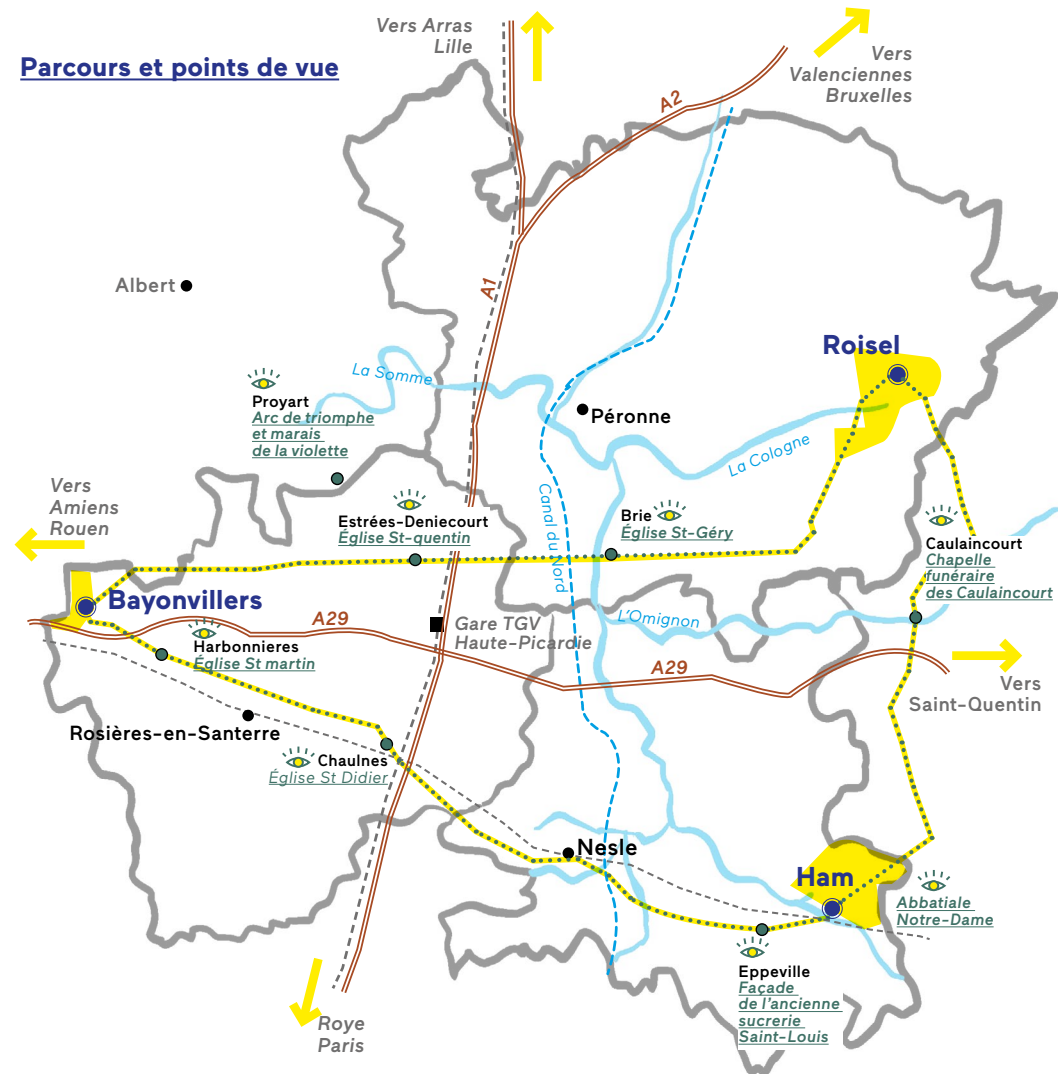 Parcours et points de vue
Vers Arras
Lille
Vers
Valenciennes
Bruxelles
A2
A1
Albert
La Somme
Roisel
Proyart
Arc de triomphe
et marais
de la violette
Péronne
La Cologne
Vers
Amiens
Rouen
Estrées-Deniecourt
Église St-quentin
Canal du Nord
Brie
Église St-Géry
Caulaincourt
Chapelle
funéraire
des Caulaincourt
Bayonvillers
A29
Gare TGV
Haute-Picardie
L'Omignon
Harbonnieres
Église St martin
A29
Vers
Saint-Quentin
Rosières-en-Santerre
Chaulnes
Église St Didier
Nesle
Ham
Abbatiale
Notre-Dame
Eppeville
Façade
de l'ancienne
sucrerie
Saint-Louis
Roye
Paris